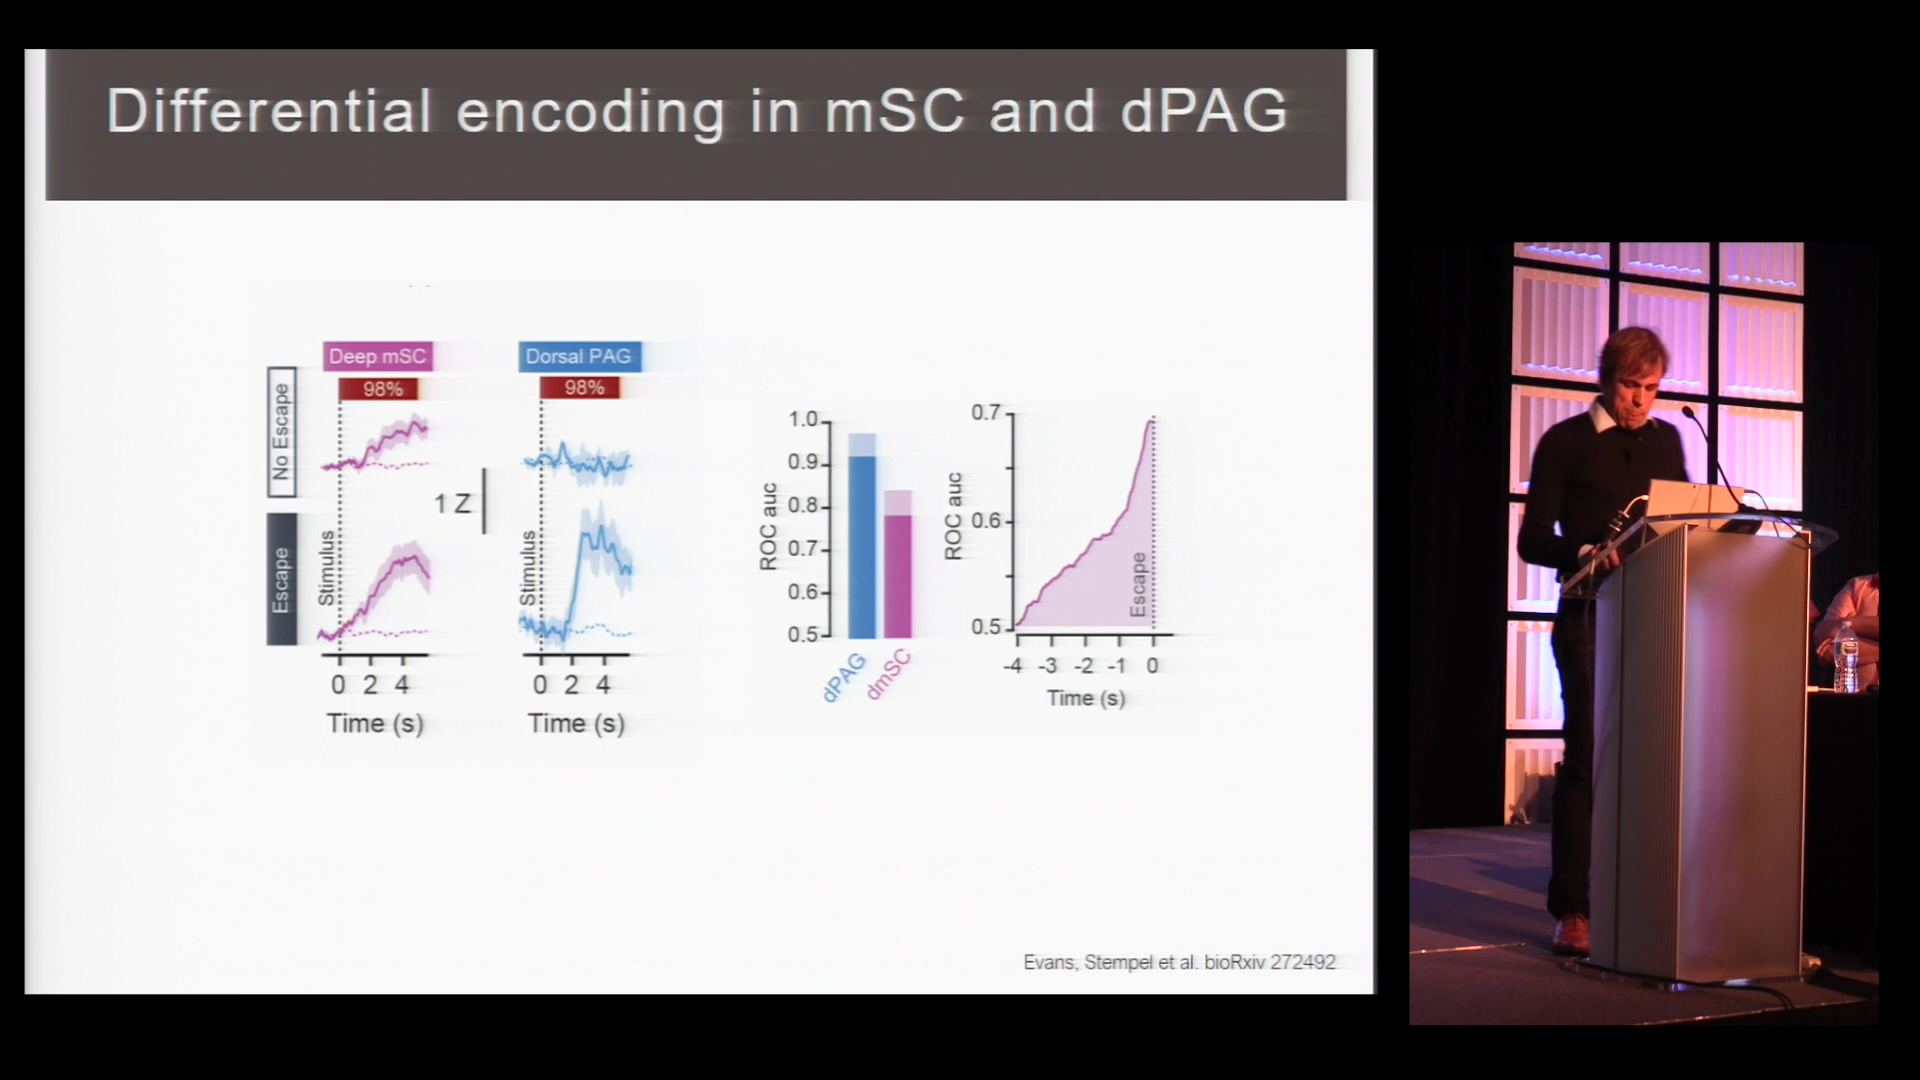 Differential encoding in mSC and dPAG
Deep mSC
Dorsal PAG
98%
98%
No Escape
Escape
Stimulus
Stimulus
1 Z
0 2 4
0 2 4
Time (s)
Time (s)
ROC auc
1.0
0.9
0.8
0.7
0.6
0.5
dPAG
dmSC
ROC auc
0.7
0.6
0.5
Escape
-4 -3 -2 -1 0
Time (s)
Evans, Stempel et al. bioRxiv 272492